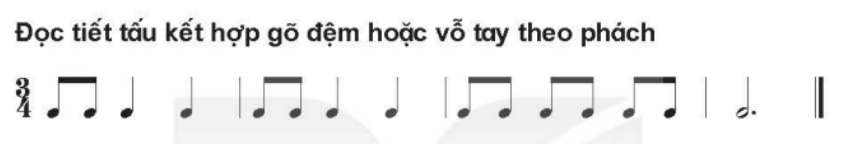 Đọc tiết tấu kết hợp gõ đệm hoặc vỗ tay theo phách
3
4